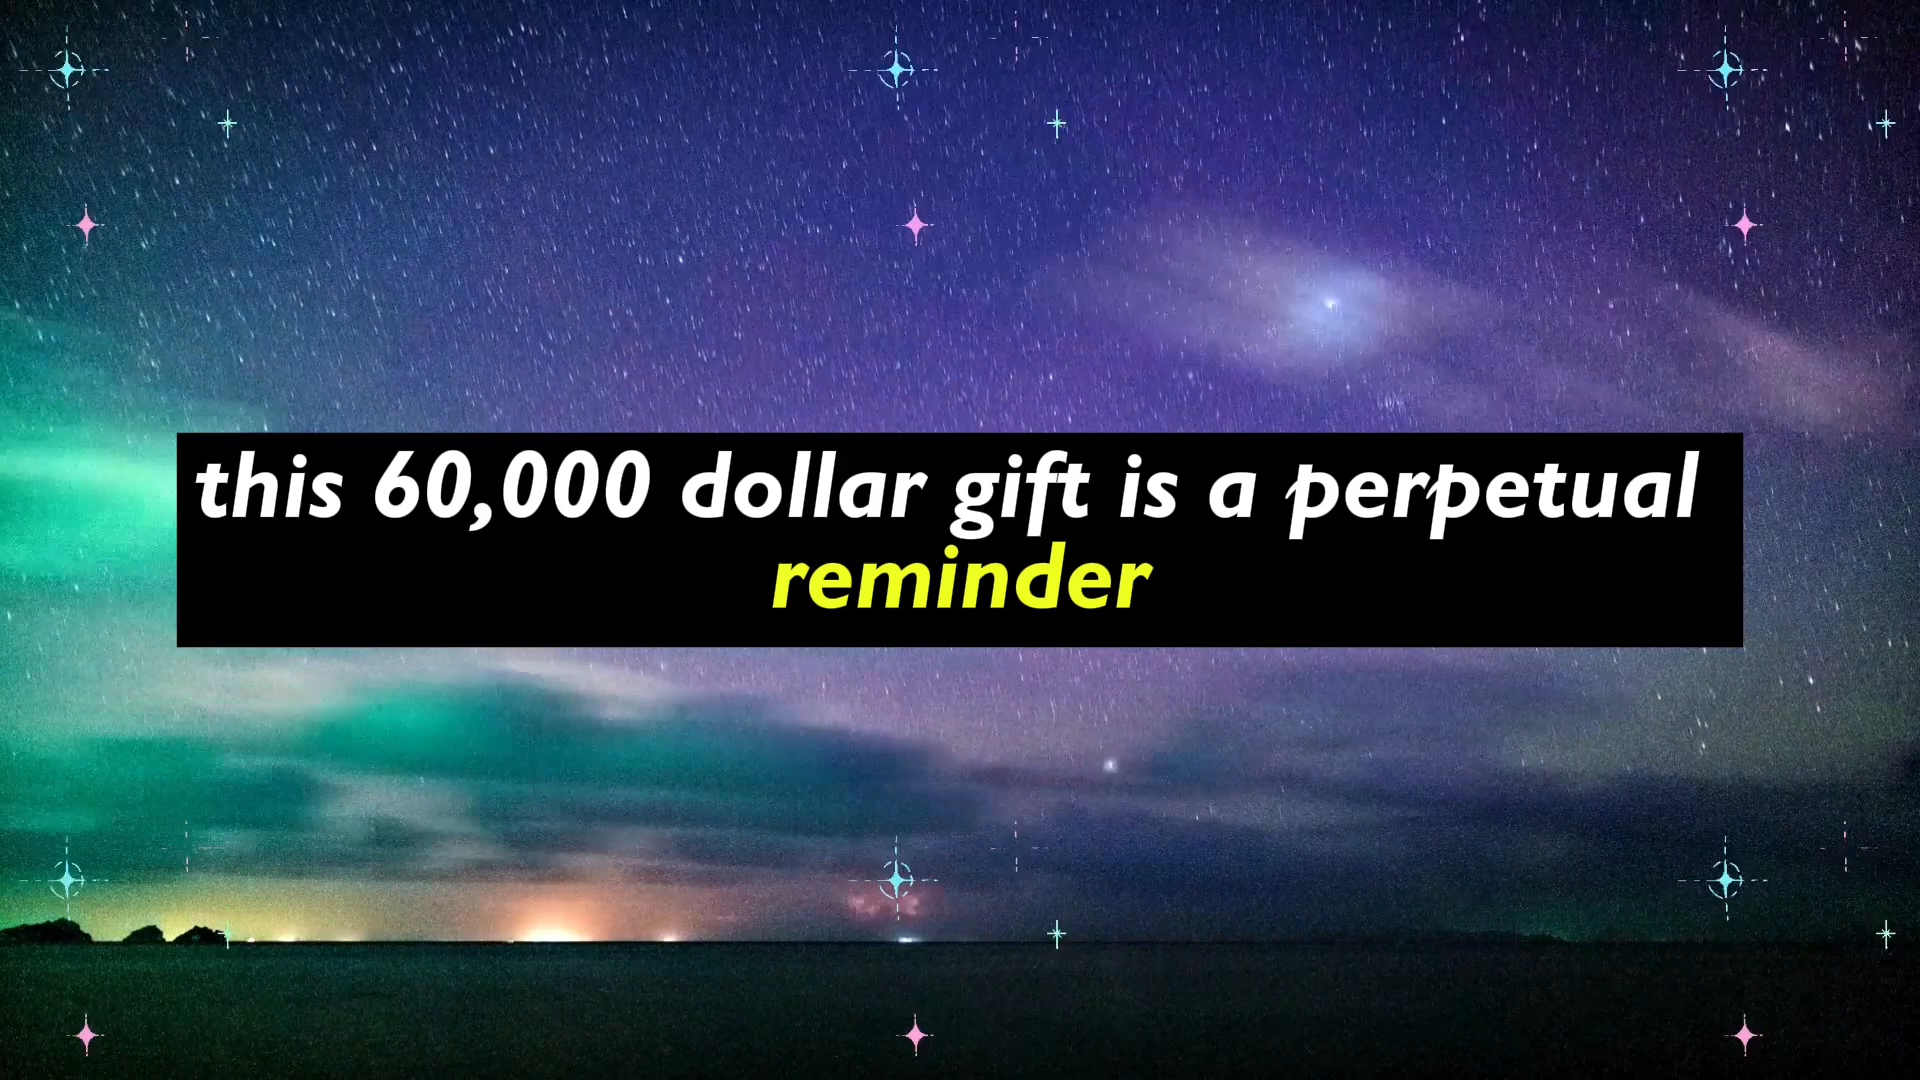 this 60,000 dollar gift is a perpetual
reminder